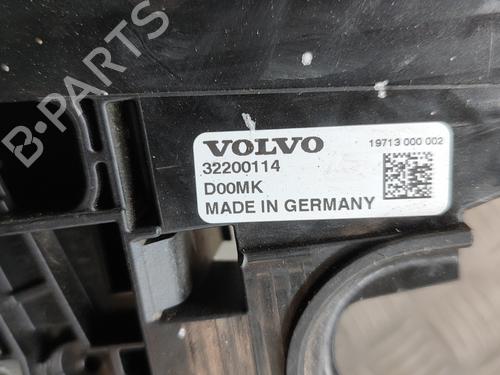 B-PARTS
VOLVO
19713 000 002
32200114
D00MK
MADE IN GERMANY